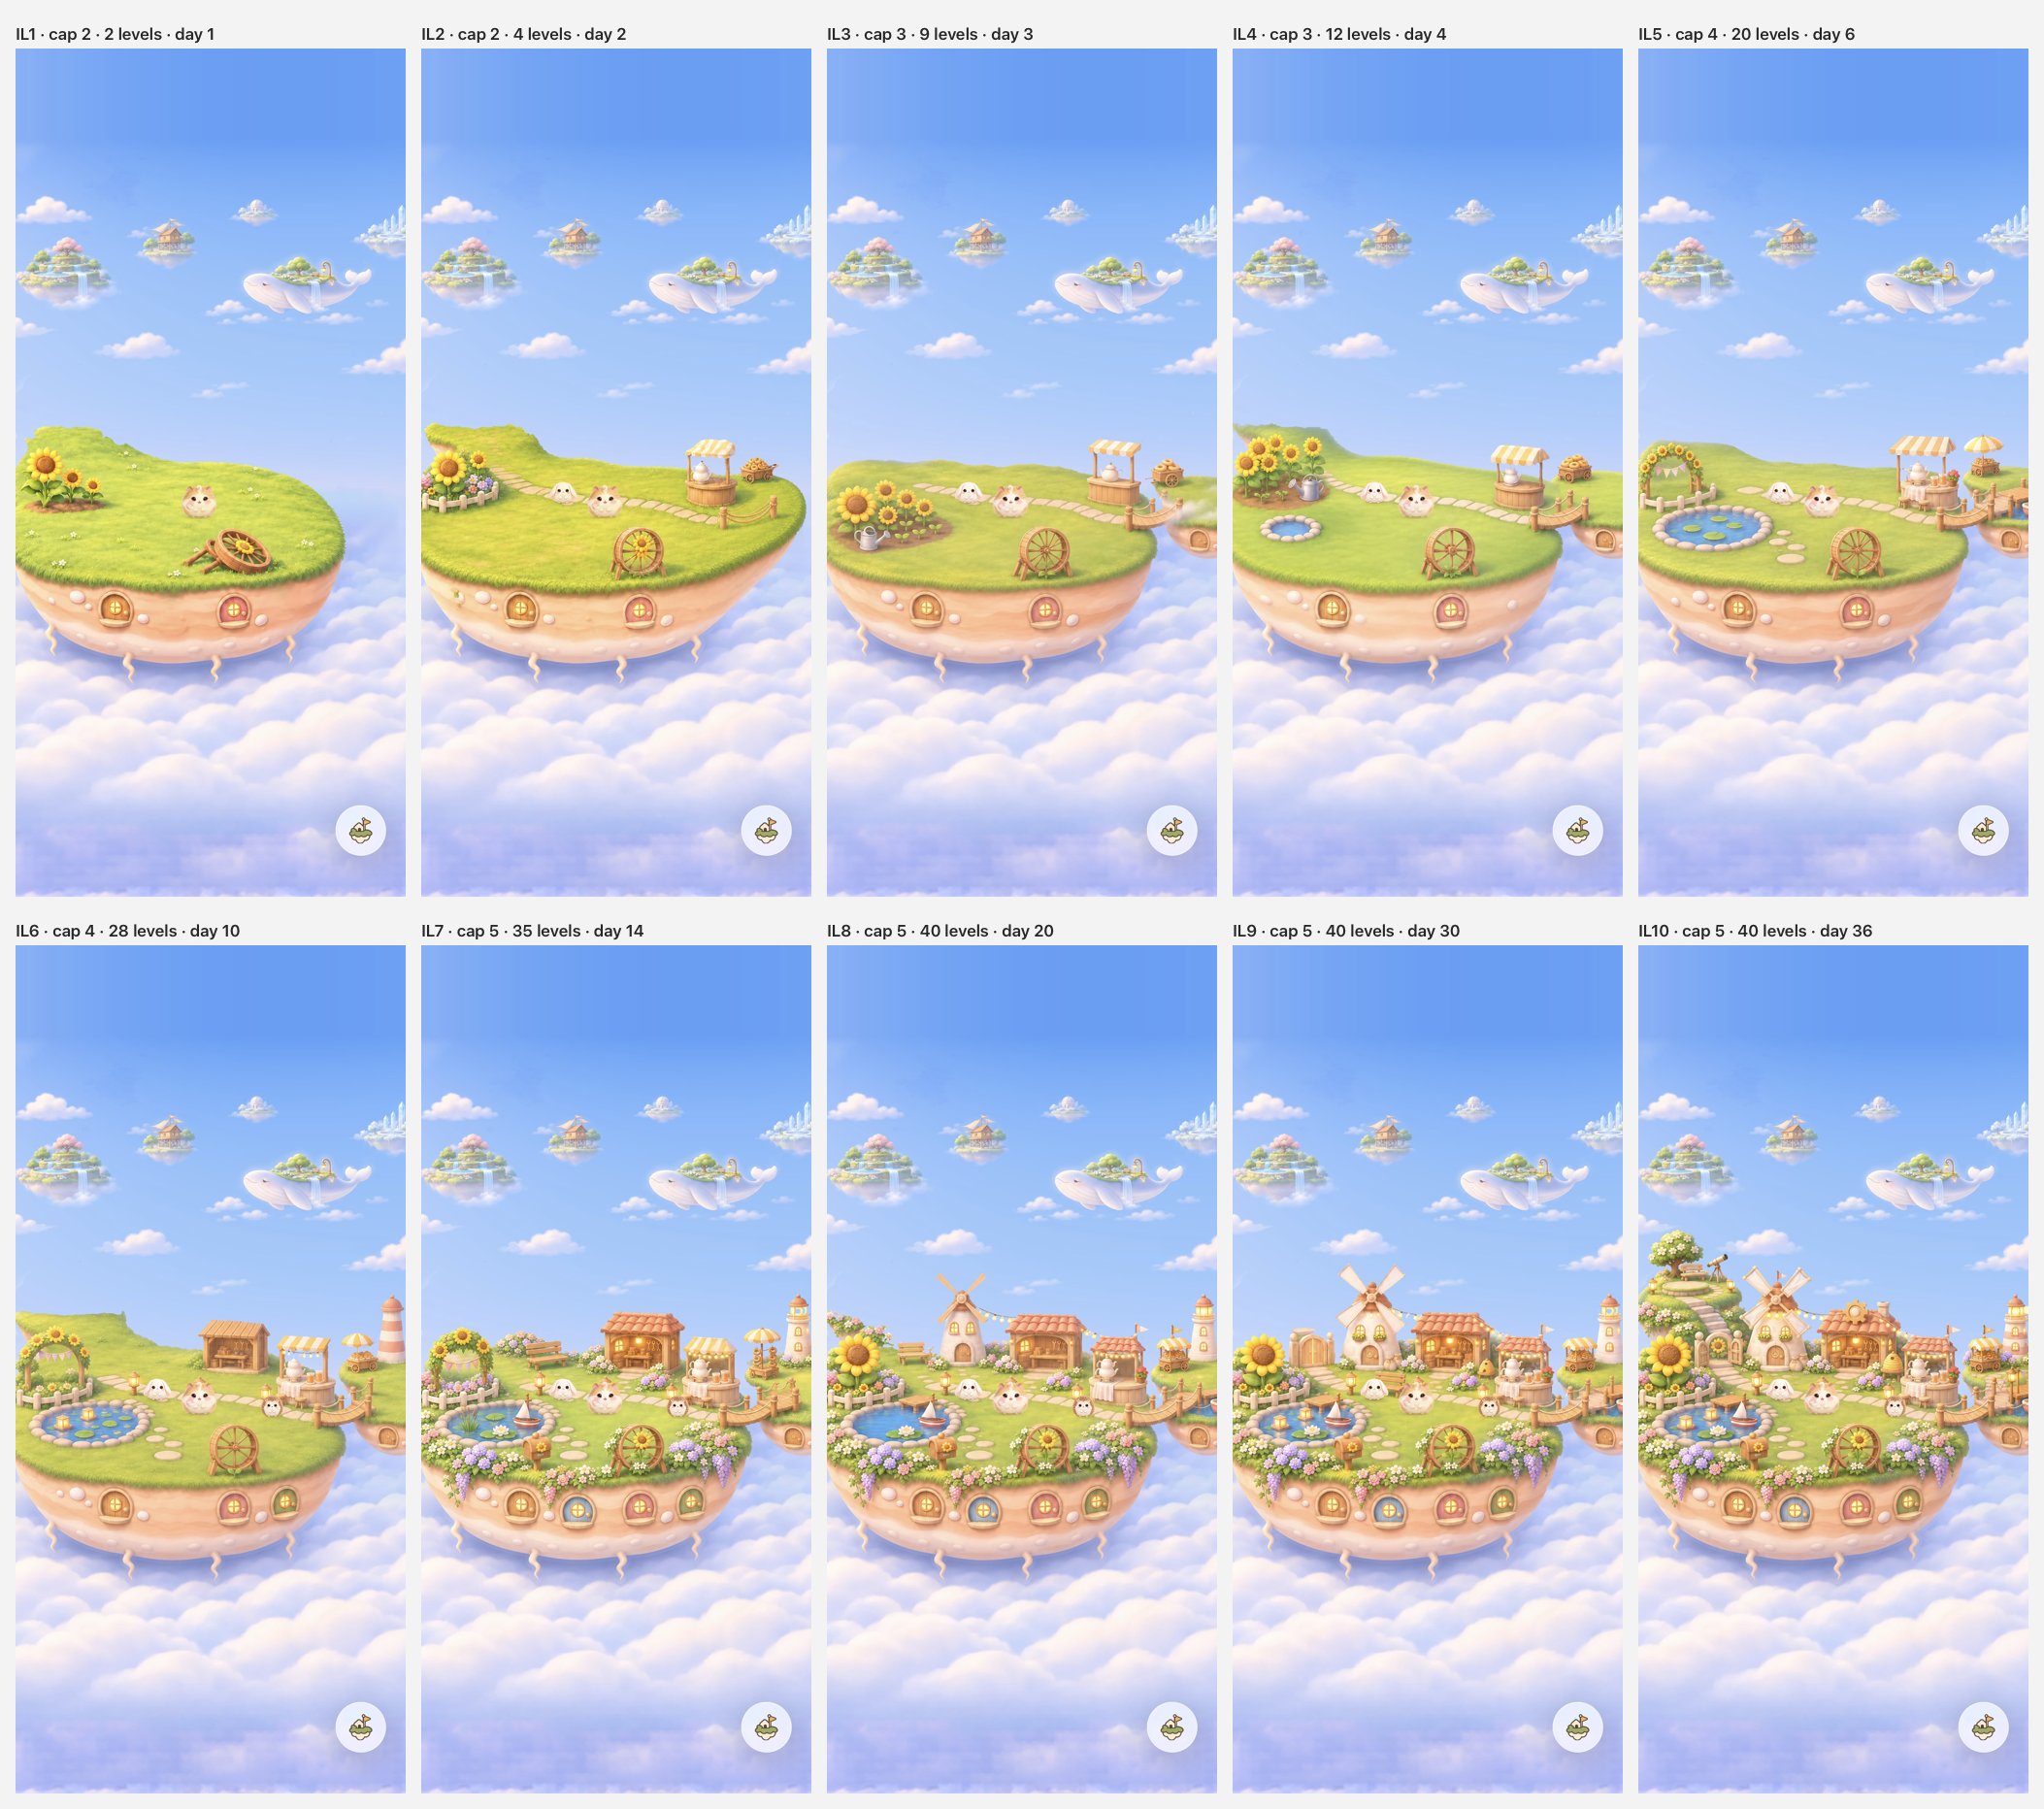 IL1 · cap 2 · 2 levels · day 1
IL2 · cap 2 · 4 levels · day 2
IL3 · cap 3 · 9 levels · day 3
IL4 · cap 3 · 12 levels · day 4
IL5 · cap 4 · 20 levels · day 6
IL6 · cap 4 · 28 levels · day 10
IL7 · cap 5 · 35 levels · day 14
IL8 · cap 5 · 40 levels · day 20
IL9 · cap 5 · 40 levels · day 30
IL10 · cap 5 · 40 levels · day 36